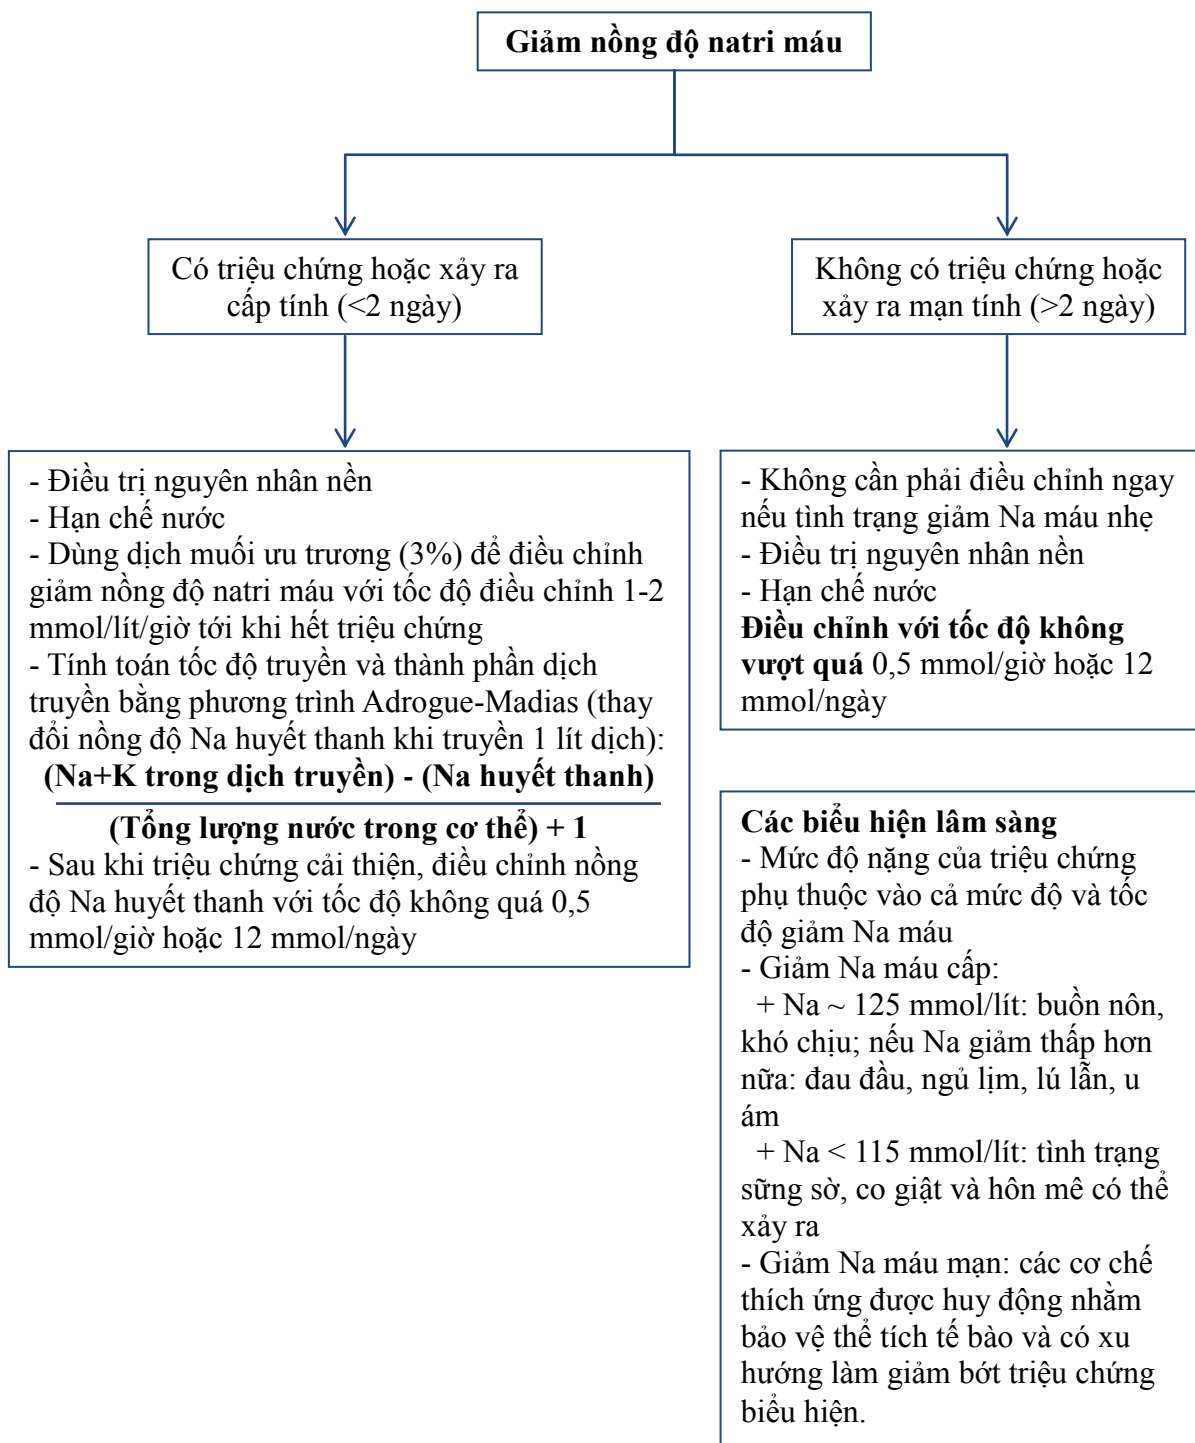 Giảm nồng độ natri máu
Có triệu chứng hoặc xảy ra
cấp tính (<2 ngày)
Không có triệu chứng hoặc
xảy ra mạn tính (>2 ngày)
- Điều trị nguyên nhân nền
- Hạn chế nước
- Dùng dịch muối ưu trương (3%) để điều chỉnh
giảm nồng độ natri máu với tốc độ điều chỉnh 1-2
mmol/lít/giờ tới khi hết triệu chứng
- Tính toán tốc độ truyền và thành phần dịch
truyền bằng phương trình Adrogue-Madias (thay
đổi nồng độ Na huyết thanh khi truyền 1 lít dịch):
(Na+K trong dịch truyền) - (Na huyết thanh)
(Tổng lượng nước trong cơ thể) + 1
- Sau khi triệu chứng cải thiện, điều chỉnh nồng
độ Na huyết thanh với tốc độ không quá 0,5
mmol/giờ hoặc 12 mmol/ngày
- Không cần phải điều chỉnh ngay
nếu tình trạng giảm Na máu nhẹ
- Điều trị nguyên nhân nền
- Hạn chế nước
Điều chỉnh với tốc độ không
vượt quá 0,5 mmol/giờ hoặc 12
mmol/ngày
Các biểu hiện lâm sàng
- Mức độ nặng của triệu chứng
phụ thuộc vào cả mức độ và tốc
độ giảm Na máu
- Giảm Na máu cấp:
+ Na ~ 125 mmol/lít: buồn nôn,
khó chịu; nếu Na giảm thấp hơn
nữa: đau đầu, ngủ lịm, lú lẫn, u
ám
+ Na < 115 mmol/lít: tình trạng
sững sờ, co giật và hôn mê có thể
xảy ra
- Giảm Na máu mạn: các cơ chế
thích ứng được huy động nhằm
bảo vệ thể tích tế bào và có xu
hướng làm giảm bớt triệu chứng
biểu hiện.